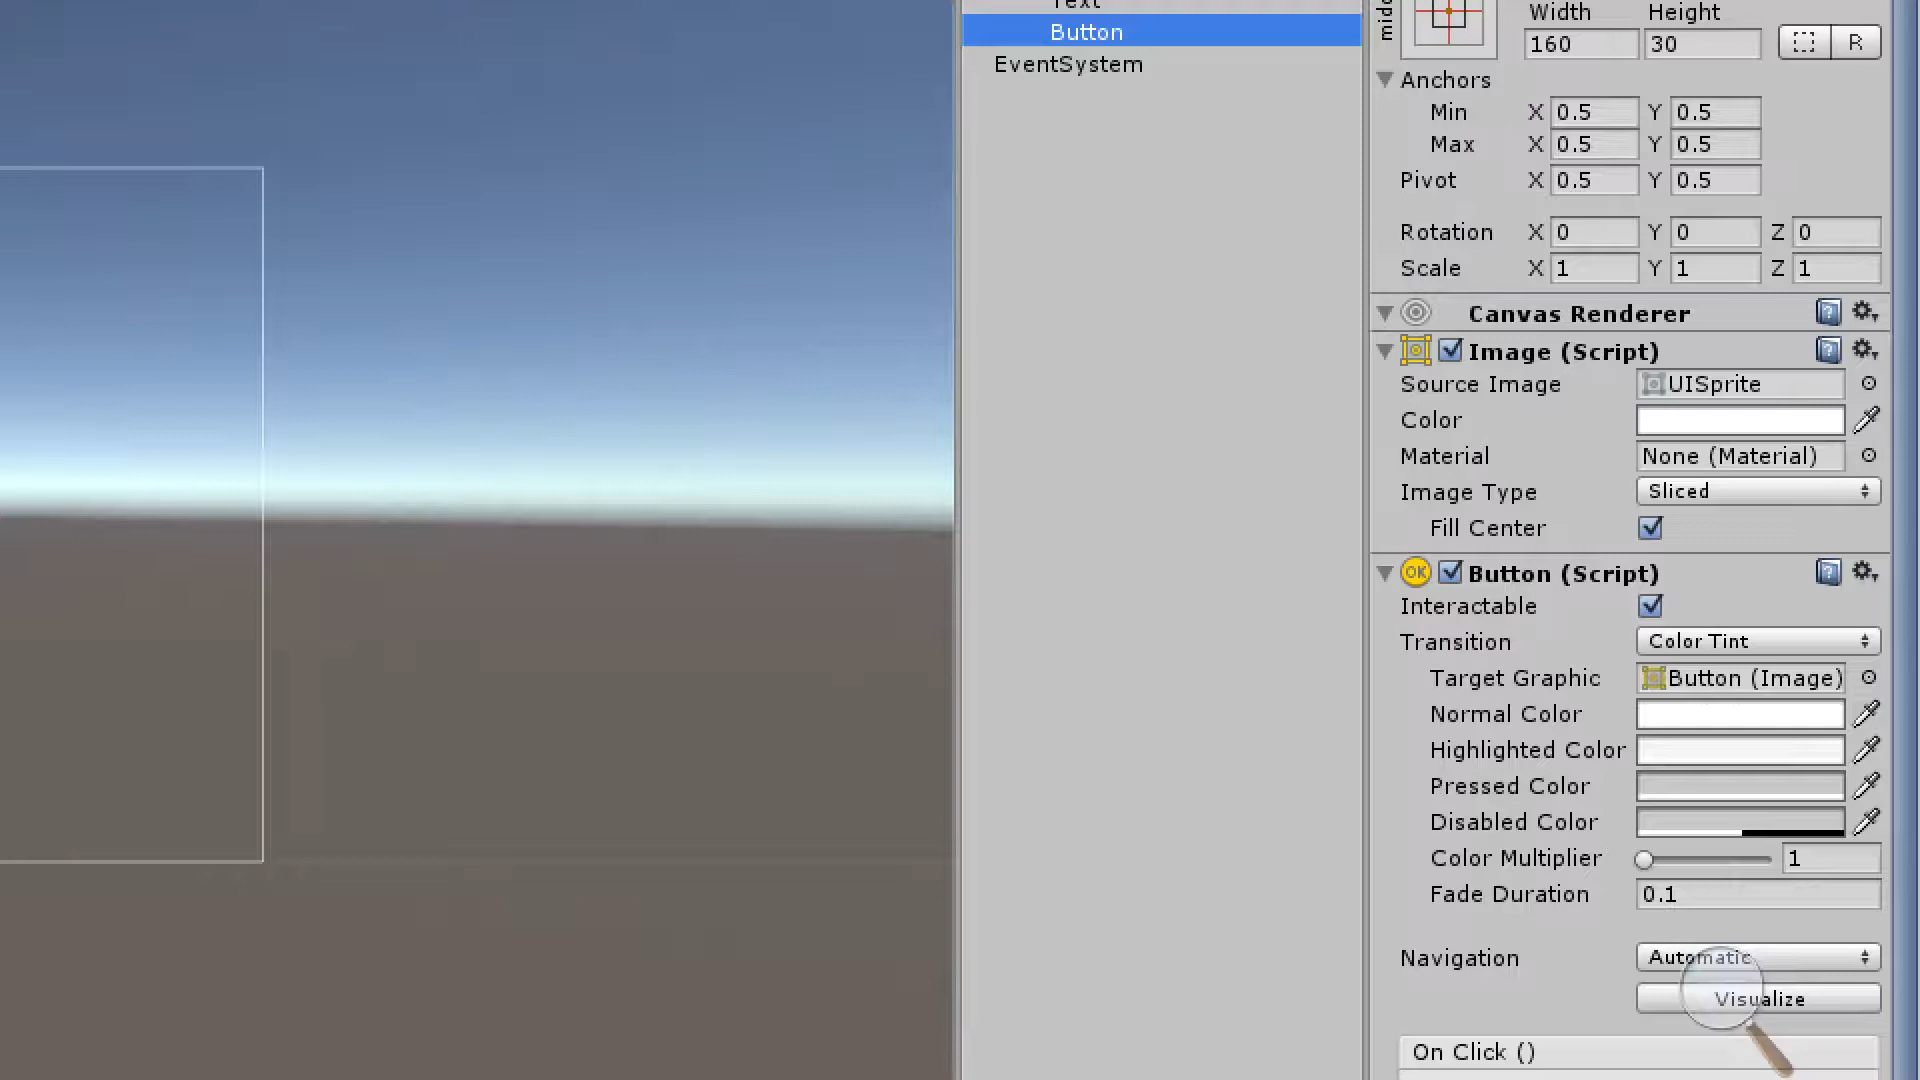 Text
Button
EventSystem
Width Height
160 30 R
Anchors
Min X 0.5 Y 0.5
Max X 0.5 Y 0.5
Pivot X 0.5 Y 0.5
Rotation X 0 Y 0 Z 0
Scale X 1 Y 1 Z 1
Canvas Renderer
Image (Script)
Source Image UISprite
Color
Material None (Material)
Image Type Sliced
Fill Center
OK Button (Script)
Interactable
Transition Color Tint
Target Graphic Button (Image)
Normal Color
Highlighted Color
Pressed Color
Disabled Color
Color Multiplier 1
Fade Duration 0.1
Navigation Automatic
Visualize
On Click ()